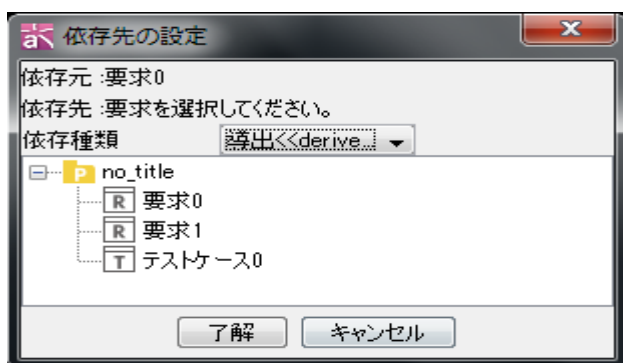 依存先の設定
依存元 :要求0
依存先 :要求を選択してください。
依存種類 導出<<derive...
no_title
要求0
要求1
テストケース0
了解 キャンセル